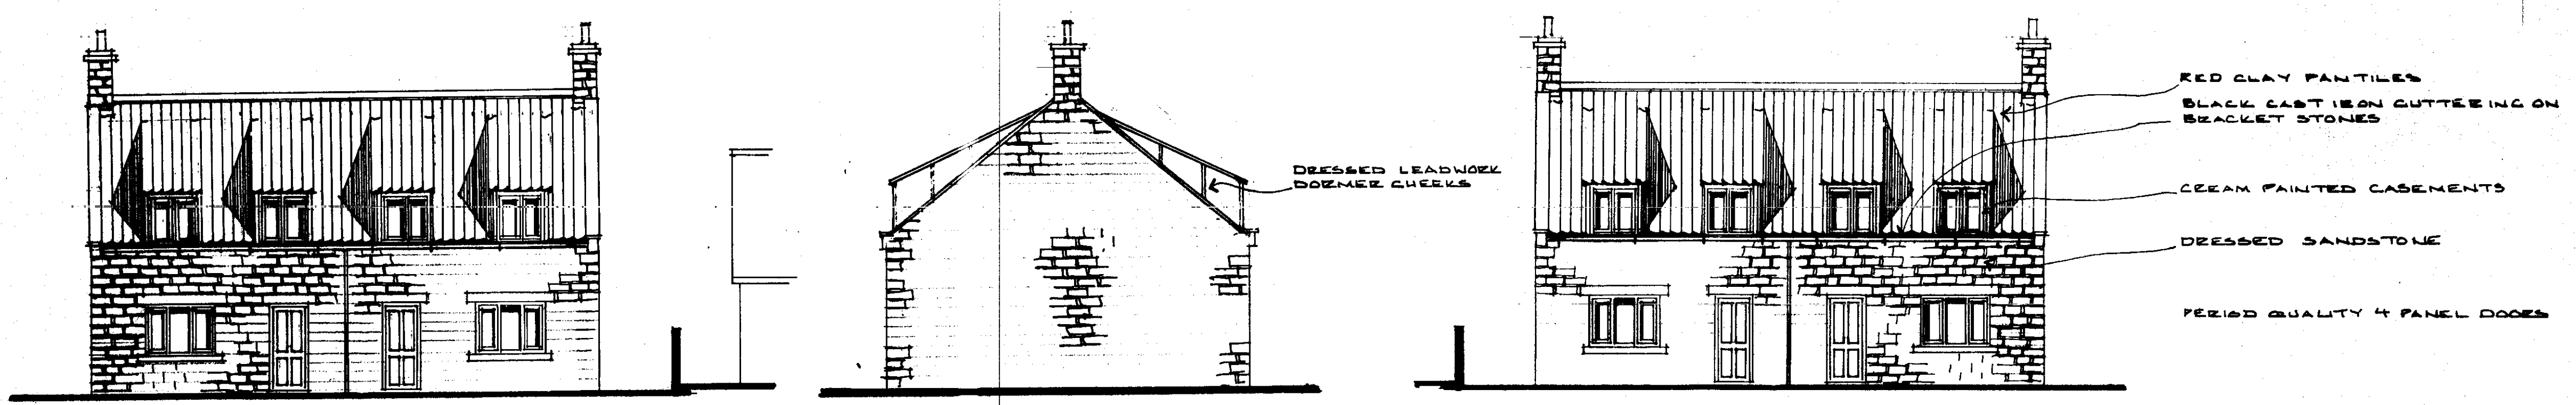 DRESSED LEADWORK
DORMER CHEEKS
RED CLAY PANTILES
BLACK CAST IRON GUTTERING ON
BRACKET STONES
CREAM PAINTED CASEMENTS
DRESSED SANDSTONE
PERIOD QUALITY 4 PANEL DOORS